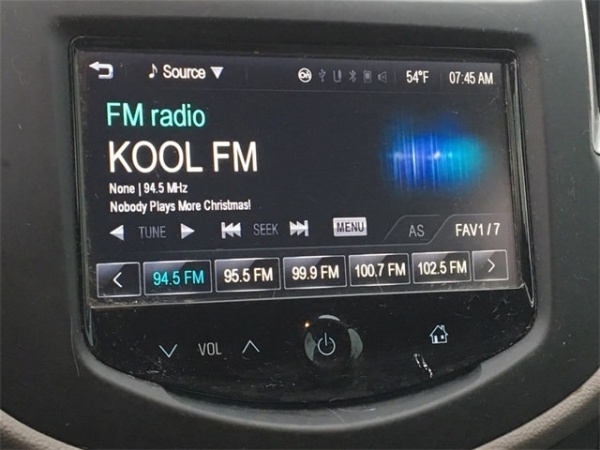 Source 54°F 07:45 AM
FM radio
KOOL FM
None | 94.5 MHz
Nobody Plays More Christmas!
TUNE SEEK MENU AS FAV1 / 7
94.5 FM 95.5 FM 99.9 FM 100.7 FM 102.5 FM
VOL